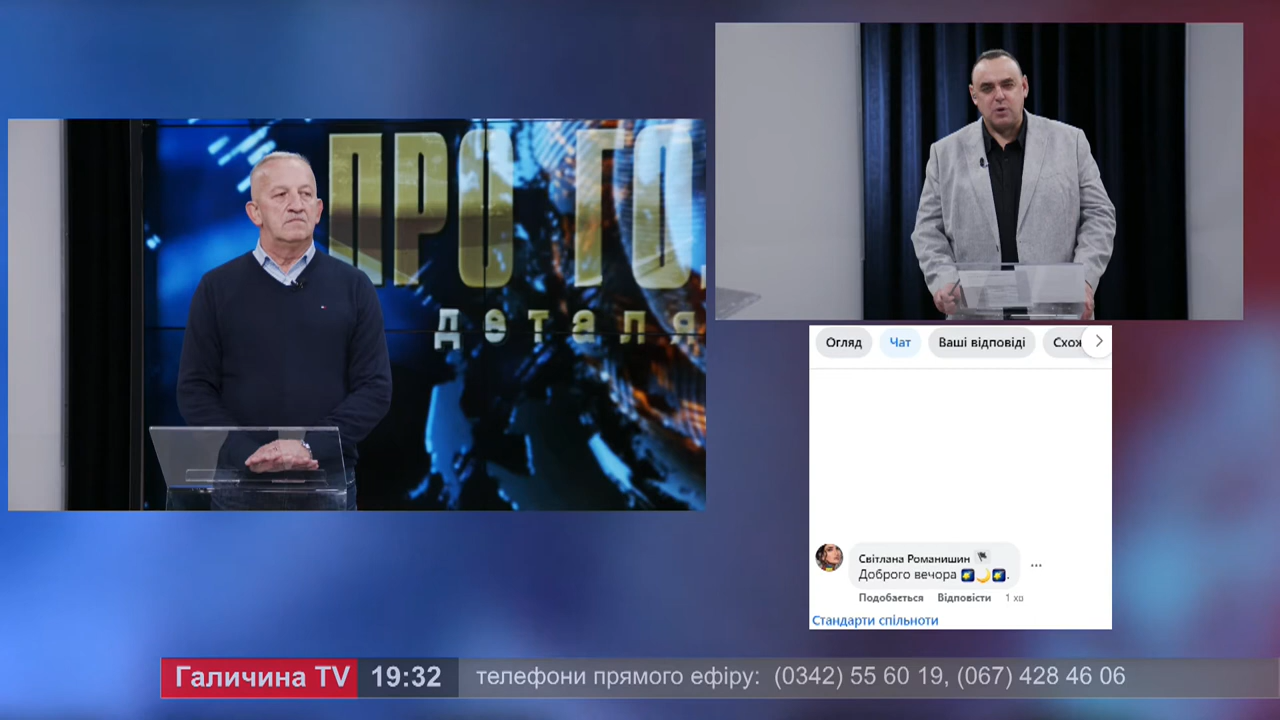 ПРО ГО
деталя
Огляд
Чат
Ваші відповіді
Схож
Світлана Романишин
Доброго вечора 🌠🌙🌠.
Подобається Відповісти 1 хв
Стандарти спільноти
Галичина TV 19:32 телефони прямого ефіру: (0342) 55 60 19, (067) 428 46 06